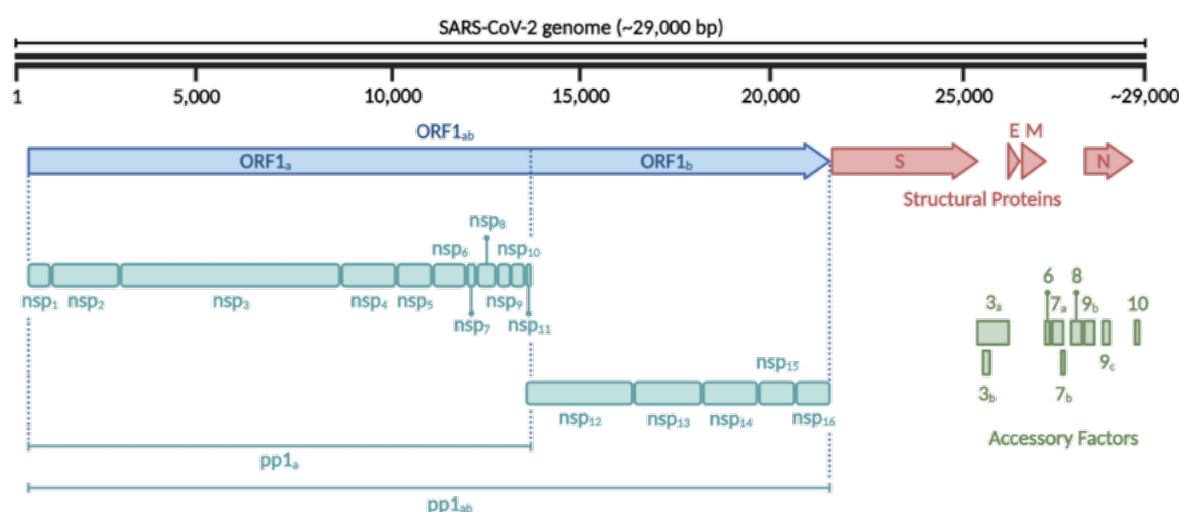 SARS-CoV-2 genome (~29,000 bp)
1 5,000 10,000 15,000 20,000 25,000 ~29,000
ORF1ab
E M
ORF1a ORF1b S N
Structural Proteins
nsp8
nsp6 nsp10
nsp1 nsp2 nsp3 nsp4 nsp5 nsp9
nsp7 nsp11
6 8
3a 7a 9b 10
9c
3b 7b
nsp15
nsp12 nsp13 nsp14 nsp16
Accessory Factors
pp1a
pp1ab